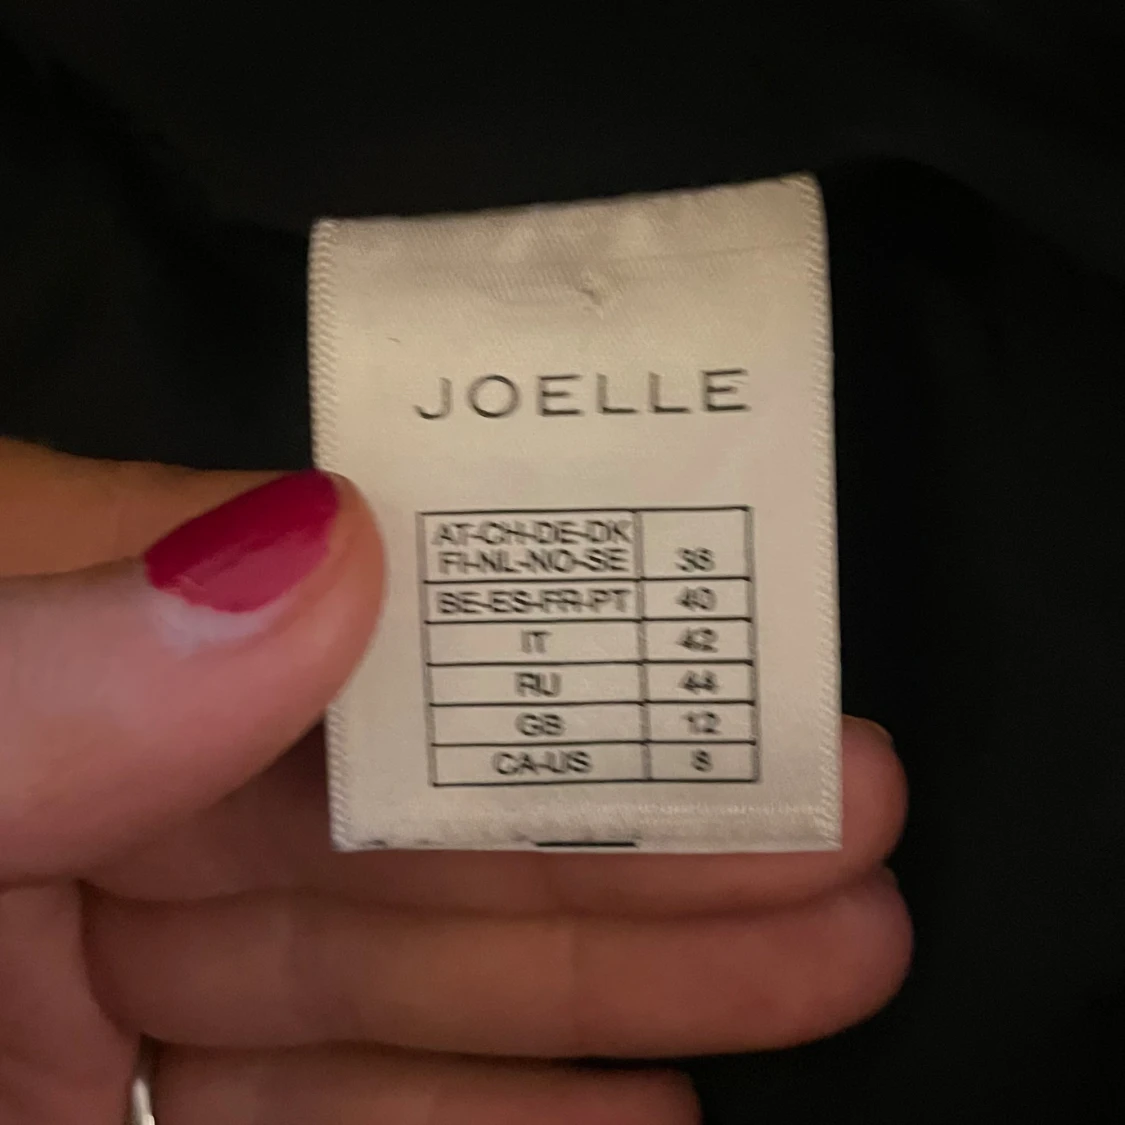 JOELLE
AT-CH-DE-DK
FI-NL-NO-SE 38
BE-ES-FR-PT 40
IT 42
RU 44
GB 12
CA-US 8